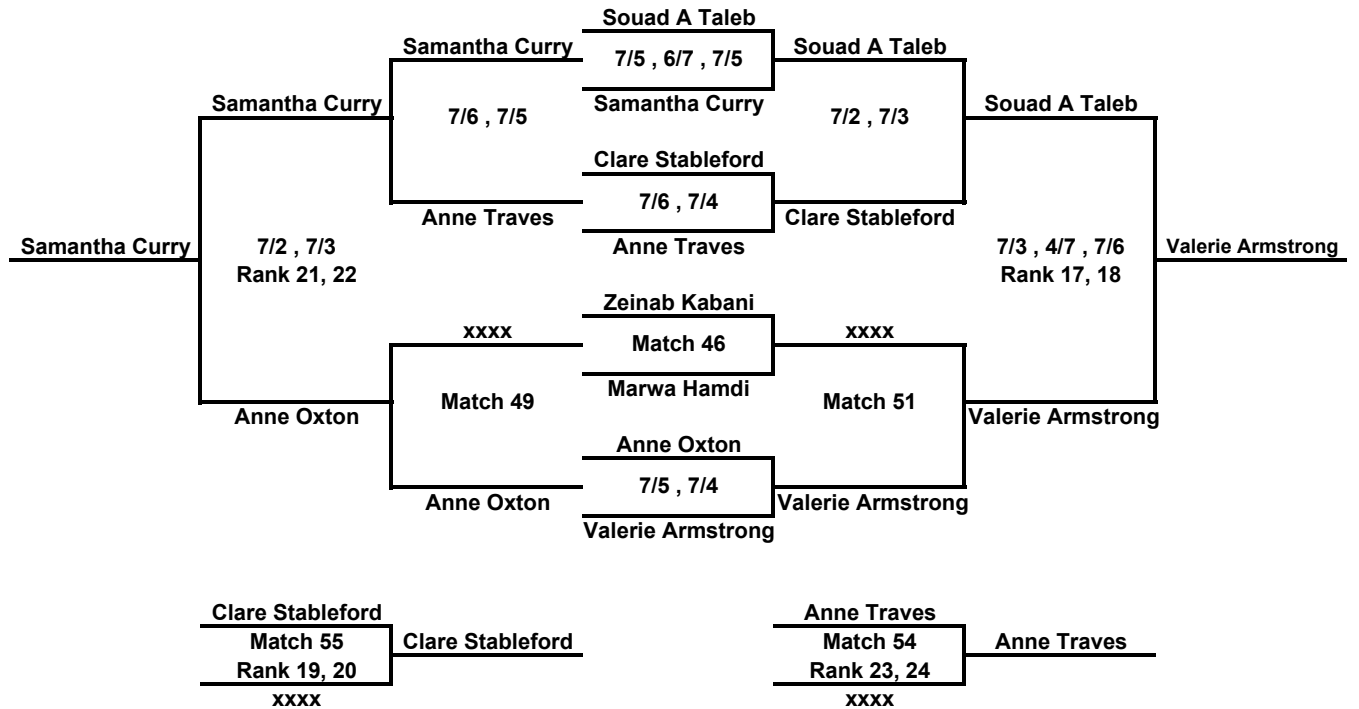 Souad A Taleb
Samantha Curry
7/5 , 6/7 , 7/5
Souad A Taleb
Samantha Curry
Samantha Curry
Souad A Taleb
7/6 , 7/5
7/2 , 7/3
Clare Stableford
7/6 , 7/4
Anne Traves
Clare Stableford
Anne Traves
Samantha Curry
7/2 , 7/3
Rank 21, 22
7/3 , 4/7 , 7/6
Rank 17, 18
Valerie Armstrong
Zeinab Kabani
xxxx
Match 46
xxxx
Marwa Hamdi
Anne Oxton
Match 49
Match 51
Valerie Armstrong
Anne Oxton
7/5 , 7/4
Anne Oxton
Valerie Armstrong
Valerie Armstrong
Clare Stableford
Match 55
Rank 19, 20
Clare Stableford
xxxx
Anne Traves
Match 54
Rank 23, 24
Anne Traves
xxxx